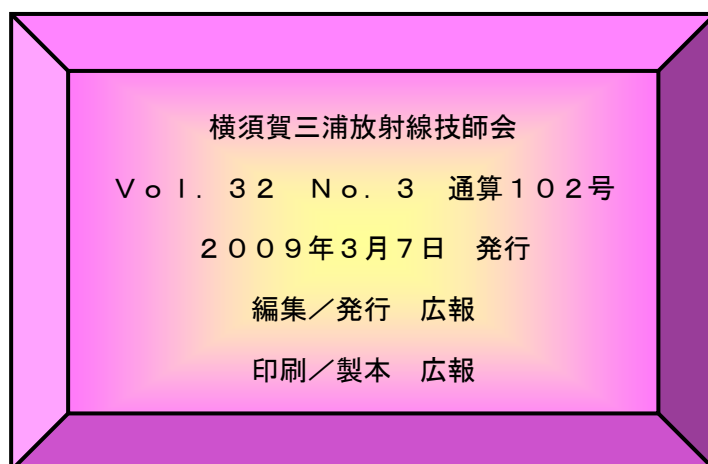 横須賀三浦放射線技師会
Ｖｏｌ．３２　Ｎｏ．３　通算１０２号
２００９年３月７日　発行
編集／発行　広報
印刷／製本　広報